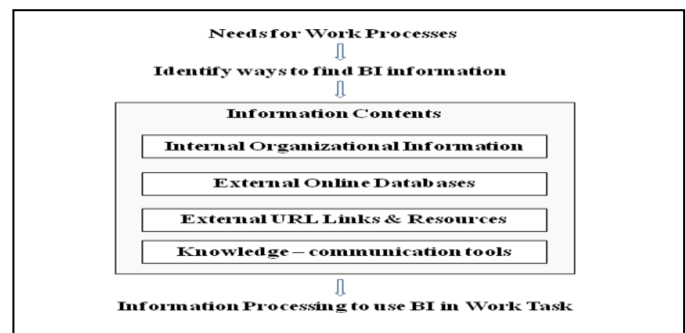 Needs for Work Processes
Identify ways to find BI information
Information Contents
Internal Organizational Information
External Online Databases
External URL Links & Resources
Knowledge – communication tools
Information Processing to use BI in Work Task